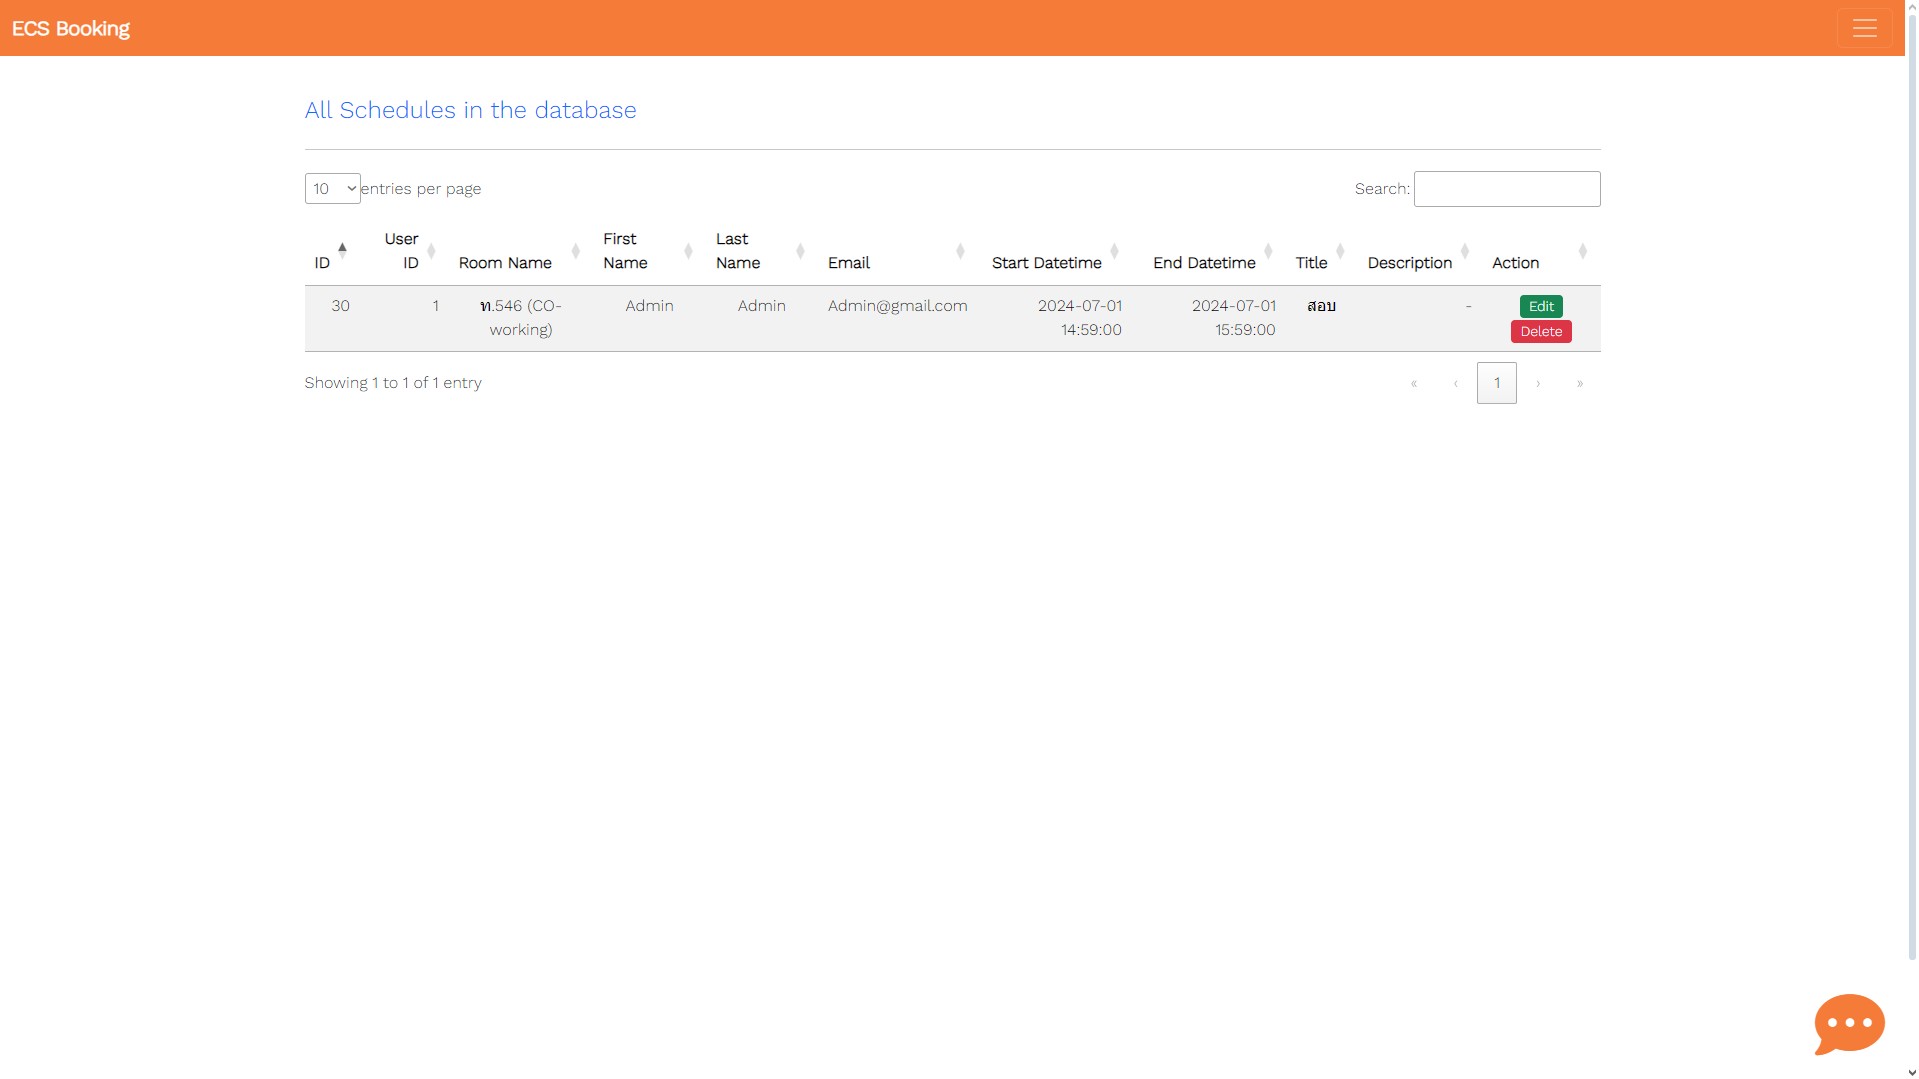 ECS Booking
All Schedules in the database
10 entries per page
Search:
ID User ID Room Name First Name Last Name Email Start Datetime End Datetime Title Description Action
30 1 ท.546 (CO- Admin Admin Admin@gmail.com 2024-07-01 2024-07-01 สอบ - Edit
working) 14:59:00 15:59:00 Delete
Showing 1 to 1 of 1 entry
« ‹ 1 › »